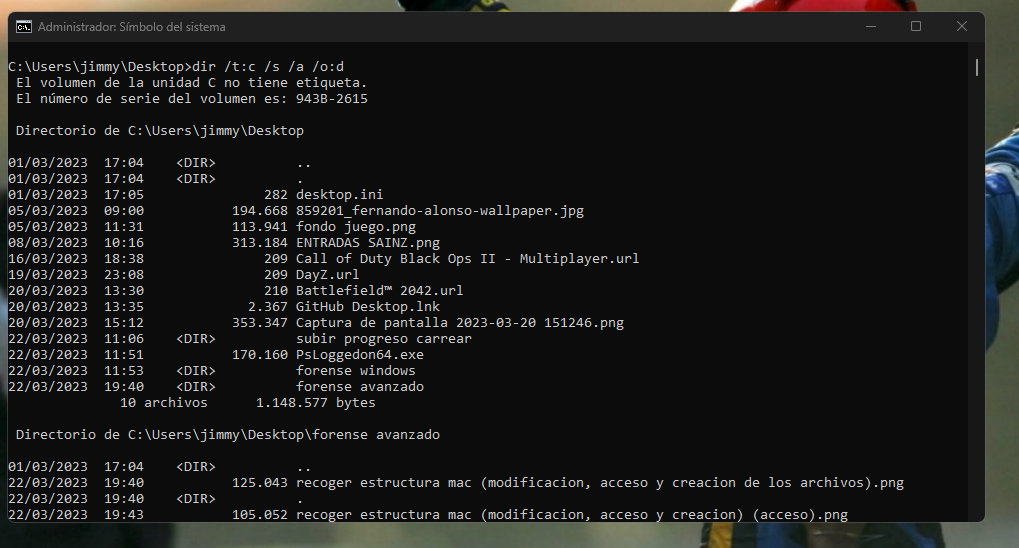 Administrador: Símbolo del sistema
C:\Users\jimmy\Desktop>dir /t:c /s /a /o:d
El volumen de la unidad C no tiene etiqueta.
El número de serie del volumen es: 943B-2615
Directorio de C:\Users\jimmy\Desktop
01/03/2023  17:04    <DIR>          ..
01/03/2023  17:04    <DIR>          .
01/03/2023  17:05               282 desktop.ini
05/03/2023  09:00           194.668 859201_fernando-alonso-wallpaper.jpg
05/03/2023  11:31           113.941 fondo juego.png
08/03/2023  10:16           313.184 ENTRADAS SAINZ.png
16/03/2023  18:38               209 Call of Duty Black Ops II - Multiplayer.url
19/03/2023  23:08               209 DayZ.url
20/03/2023  13:30               210 Battlefield™ 2042.url
20/03/2023  13:35             2.367 GitHub Desktop.lnk
20/03/2023  15:12           353.347 Captura de pantalla 2023-03-20 151246.png
22/03/2023  11:06    <DIR>          subir progreso carrear
22/03/2023  11:51           170.160 PsLoggedon64.exe
22/03/2023  11:53    <DIR>          forense windows
22/03/2023  19:40    <DIR>          forense avanzado
10 archivos      1.148.577 bytes
Directorio de C:\Users\jimmy\Desktop\forense avanzado
01/03/2023  17:04    <DIR>          ..
22/03/2023  19:40           125.043 recoger estructura mac (modificacion, acceso y creacion de los archivos).png
22/03/2023  19:40    <DIR>          .
22/03/2023  19:43           105.052 recoger estructura mac (modificacion, acceso y creacion) (acceso).png